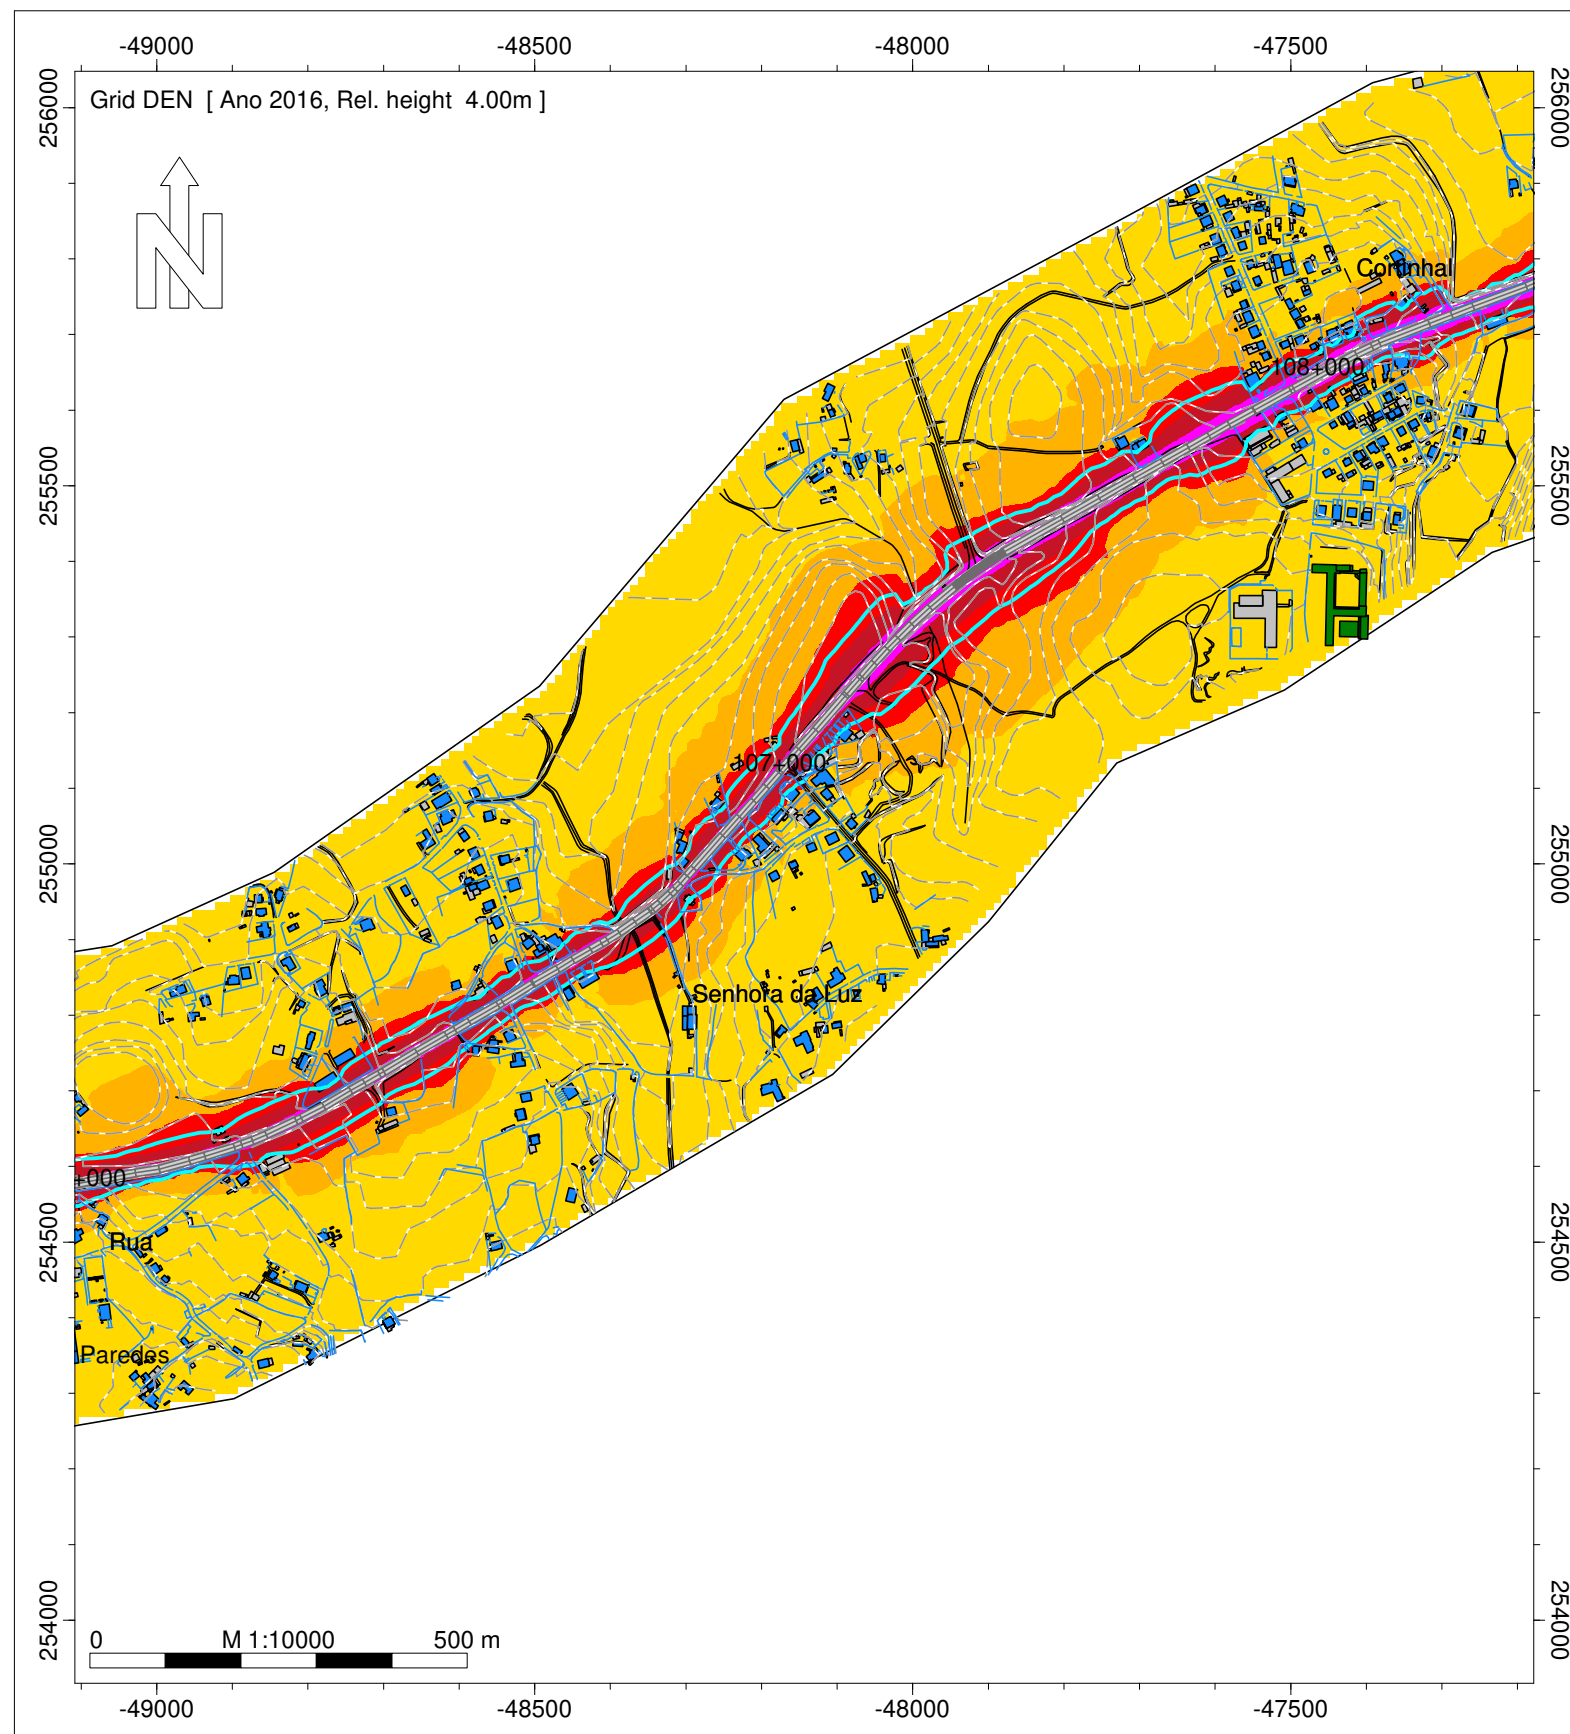 -49000 -48500 -48000 -47500
Grid DEN [ Ano 2016, Rel. height 4.00m ]
256000 256000
N
Cortinhal
108+000
255500 255500
107+000
255000 255000
Senhora da Luz
+000
Rua
254500 254500
Paredes
254000 254000
0 M 1:10000 500 m
-49000 -48500 -48000 -47500